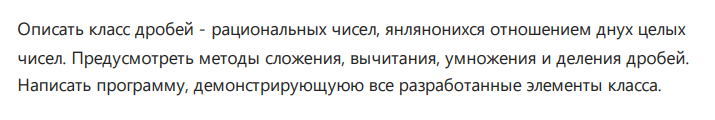 Описать класс дробей - рациональных чисел, янлянонихся отношением днух целых
чисел. Предусмотреть методы сложения, вычитания, умножения и деления дробей.
Написать программу, демонстрирующуюю все разработанные элементы класса.